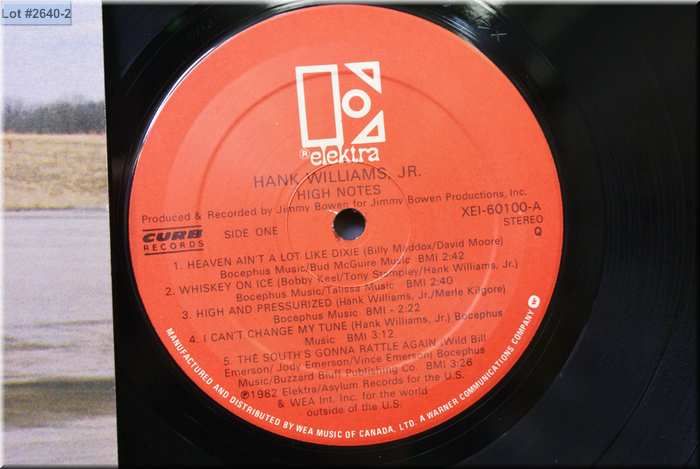 Lot #2640-2
® elektra
HANK WILLIAMS, JR.
HIGH NOTES
Produced & Recorded by Jimmy Bowen for Jimmy Bowen Productions, Inc.
CURB
RECORDS
SIDE ONE
XEI-60100-A
STEREO
Q
1. HEAVEN AIN'T A LOT LIKE DIXIE (Billy Maddox/David Moore)
Bocephus Music/Bud McGuire Music BMI 2:42
2. WHISKEY ON ICE (Bobby Keel/Tony Stampley/Hank Williams, Jr.)
Bocephus Music/Talissa Music BMI 2:40
3. HIGH AND PRESSURIZED (Hank Williams, Jr./Merle Kilgore)
Bocephus Music BMI - 2:22
4. I CAN'T CHANGE MY TUNE (Hank Williams, Jr.) Bocephus
Music BMI 3:12
5. THE SOUTH'S GONNA RATTLE AGAIN (Wild Bill
Emerson/ Jody Emerson/Vince Emerson) Bocephus
Music/Buzzard Bluff Publishing Co. BMI 3:26
℗1982 Elektra/Asylum Records for the U.S.
& WEA Int. Inc. for the world
outside of the U.S.
MANUFACTURED AND DISTRIBUTED BY WEA MUSIC OF CANADA, LTD. A WARNER COMMUNICATIONS COMPANY